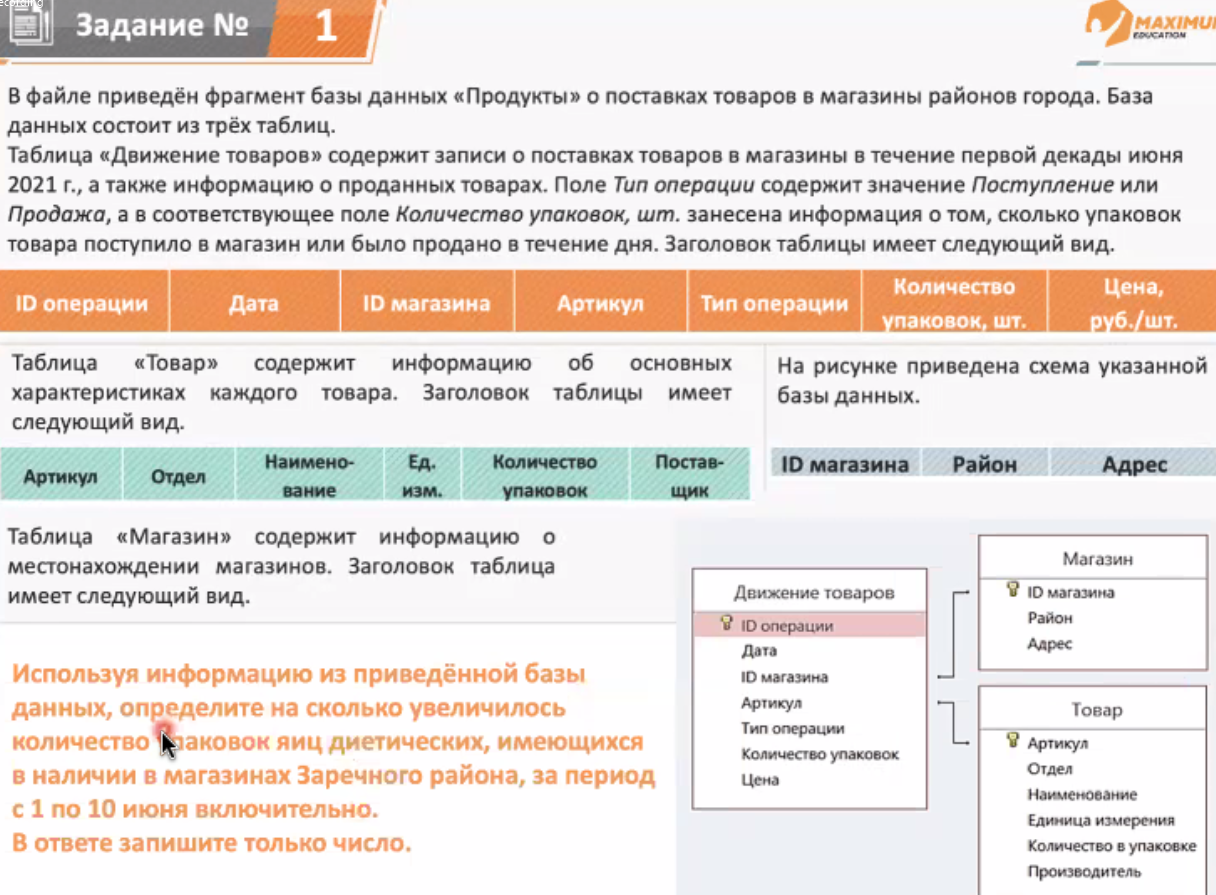 ecording
Задание № 1
MAXIMUM
EDUCATION
В файле приведён фрагмент базы данных «Продукты» о поставках товаров в магазины районов города. База
данных состоит из трёх таблиц.
Таблица «Движение товаров» содержит записи о поставках товаров в магазины в течение первой декады июня
2021 г., а также информацию о проданных товарах. Поле Тип операции содержит значение Поступление или
Продажа, а в соответствующее поле Количество упаковок, шт. занесена информация о том, сколько упаковок
товара поступило в магазин или было продано в течение дня. Заголовок таблицы имеет следующий вид.
ID операции Дата ID магазина Артикул Тип операции Количество упаковок, шт. Цена, руб./шт.
Таблица «Товар» содержит информацию об основных
характеристиках каждого товара. Заголовок таблицы имеет
следующий вид.
Артикул Отдел Наимено- вание Ед. изм. Количество упаковок Постав- щик
На рисунке приведена схема указанной
базы данных.
ID магазина Район Адрес
Таблица «Магазин» содержит информацию о
местонахождении магазинов. Заголовок таблица
имеет следующий вид.
Используя информацию из приведённой базы
данных, определите на сколько увеличилось
количество упаковок яиц диетических, имеющихся
в наличии в магазинах Заречного района, за период
с 1 по 10 июня включительно.
В ответе запишите только число.
Движение товаров
ID операции
Дата
ID магазина
Артикул
Тип операции
Количество упаковок
Цена
Магазин
ID магазина
Район
Адрес
Товар
Артикул
Отдел
Наименование
Единица измерения
Количество в упаковке
Производитель